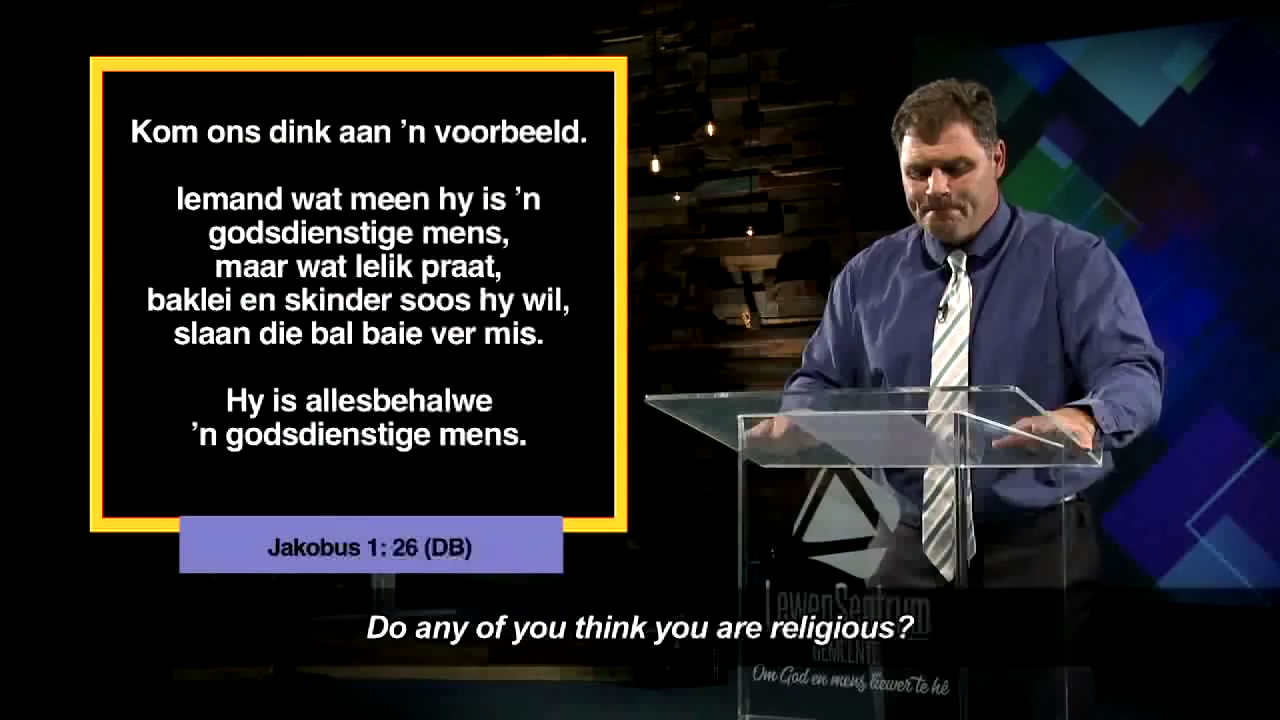 Kom ons dink aan ’n voorbeeld.
Iemand wat meen hy is ’n
godsdienstige mens,
maar wat lelik praat,
baklei en skinder soos hy wil,
slaan die bal baie ver mis.
Hy is allesbehalwe
’n godsdienstige mens.
Jakobus 1: 26 (DB)
Do any of you think you are religious?
LewenSentrum
GEMEENTE
Om God en mens liewer te hê